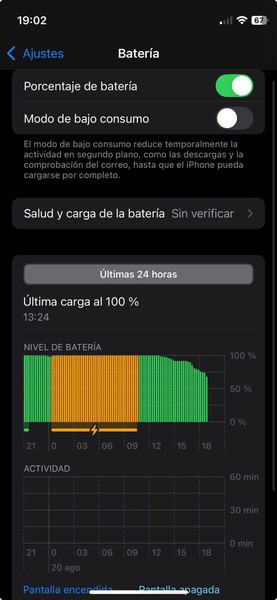 19:02
67
Ajustes
Batería
Porcentaje de batería
Modo de bajo consumo
El modo de bajo consumo reduce temporalmente la
actividad en segundo plano, como las descargas y la
comprobación del correo, hasta que el iPhone pueda
cargarse por completo.
Salud y carga de la batería Sin verificar
Últimas 24 horas
Última carga al 100 %
13:24
NIVEL DE BATERÍA
100 %
50 %
0 %
21 0 03 06 09 12 15 18
ACTIVIDAD
60 min
30 min
0 min
21 0 03 06 09 12 15 18
20 ago
Pantalla encendida Pantalla apagada